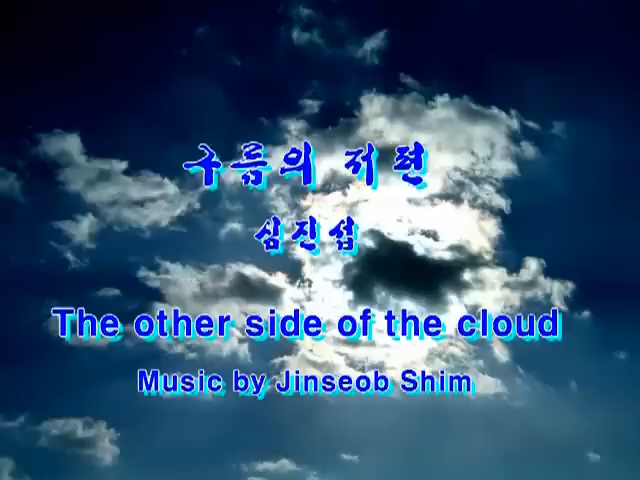 구름의 저편
심진섭
The other side of the cloud
Music by Jinseob Shim